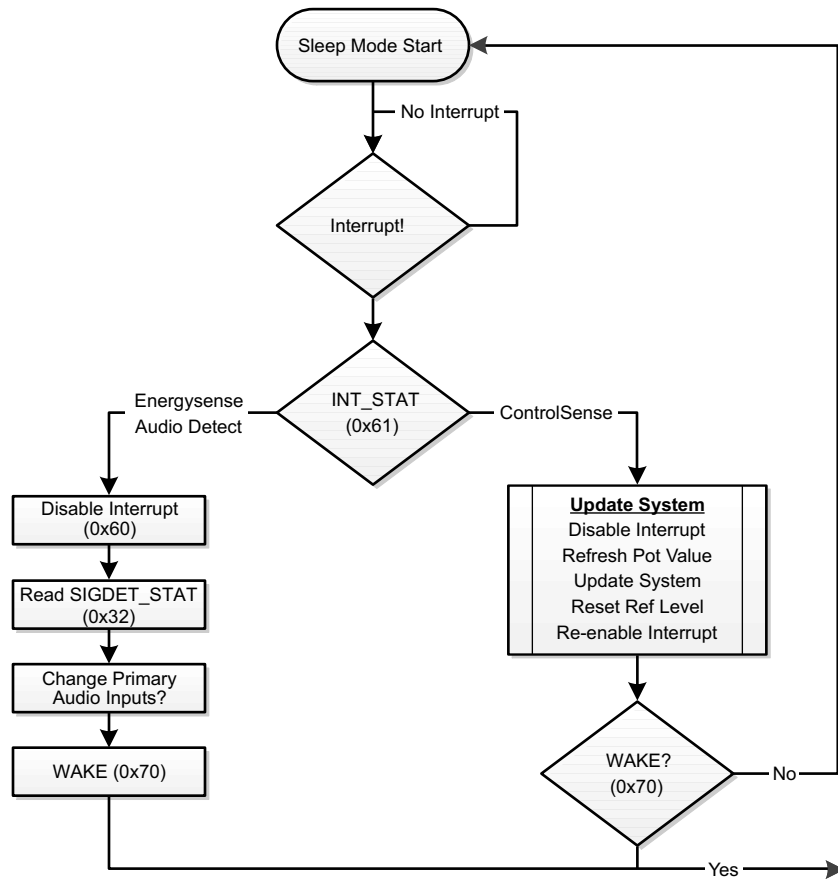 Sleep Mode Start
No Interrupt
Interrupt!
INT_STAT
(0x61)
Energysense
Audio Detect
ControlSense
Disable Interrupt
(0x60)
Read SIGDET_STAT
(0x32)
Change Primary
Audio Inputs?
WAKE (0x70)
Update System
Disable Interrupt
Refresh Pot Value
Update System
Reset Ref Level
Re-enable Interrupt
WAKE?
(0x70)
No
Yes